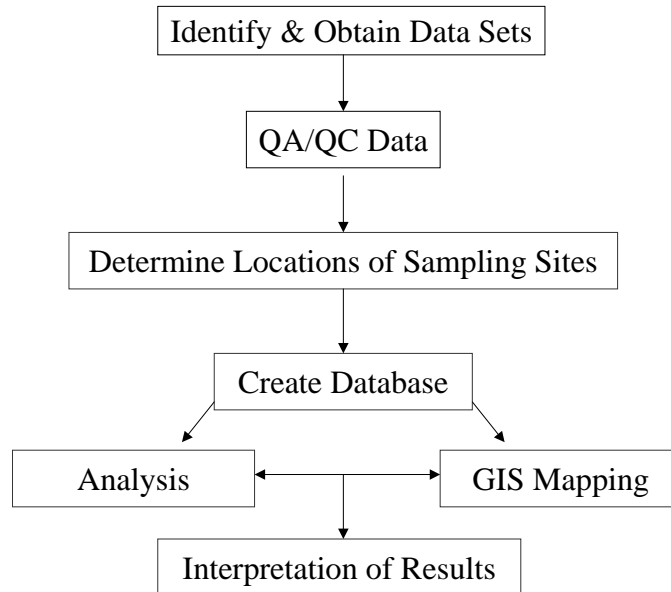 Identify & Obtain Data Sets
QA/QC Data
Determine Locations of Sampling Sites
Create Database
Analysis
GIS Mapping
Interpretation of Results